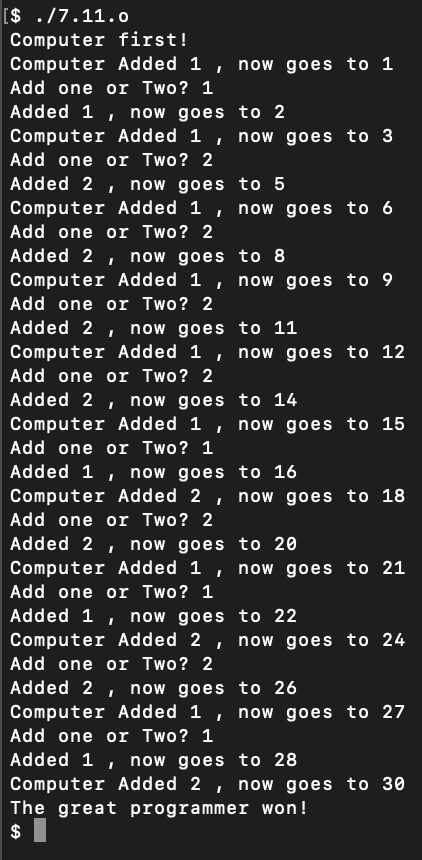 [$ ./7.11.o
Computer first!
Computer Added 1 , now goes to 1
Add one or Two? 1
Added 1 , now goes to 2
Computer Added 1 , now goes to 3
Add one or Two? 2
Added 2 , now goes to 5
Computer Added 1 , now goes to 6
Add one or Two? 2
Added 2 , now goes to 8
Computer Added 1 , now goes to 9
Add one or Two? 2
Added 2 , now goes to 11
Computer Added 1 , now goes to 12
Add one or Two? 2
Added 2 , now goes to 14
Computer Added 1 , now goes to 15
Add one or Two? 1
Added 1 , now goes to 16
Computer Added 2 , now goes to 18
Add one or Two? 2
Added 2 , now goes to 20
Computer Added 1 , now goes to 21
Add one or Two? 1
Added 1 , now goes to 22
Computer Added 2 , now goes to 24
Add one or Two? 2
Added 2 , now goes to 26
Computer Added 1 , now goes to 27
Add one or Two? 1
Added 1 , now goes to 28
Computer Added 2 , now goes to 30
The great programmer won!
$